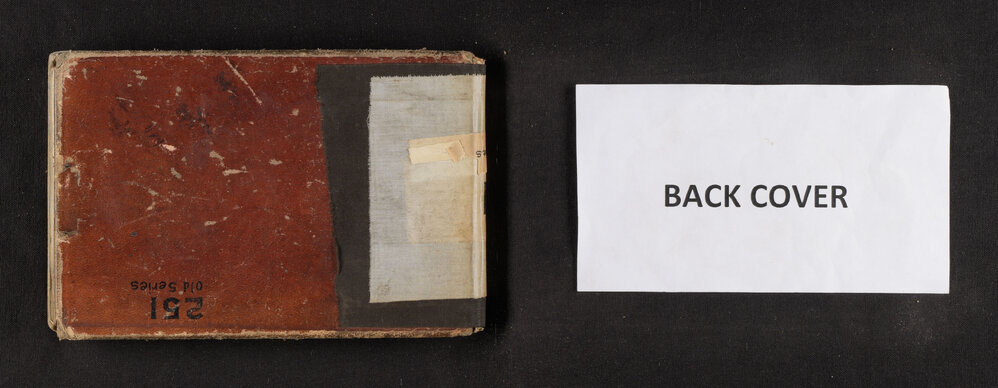 251
Old Series
BACK COVER